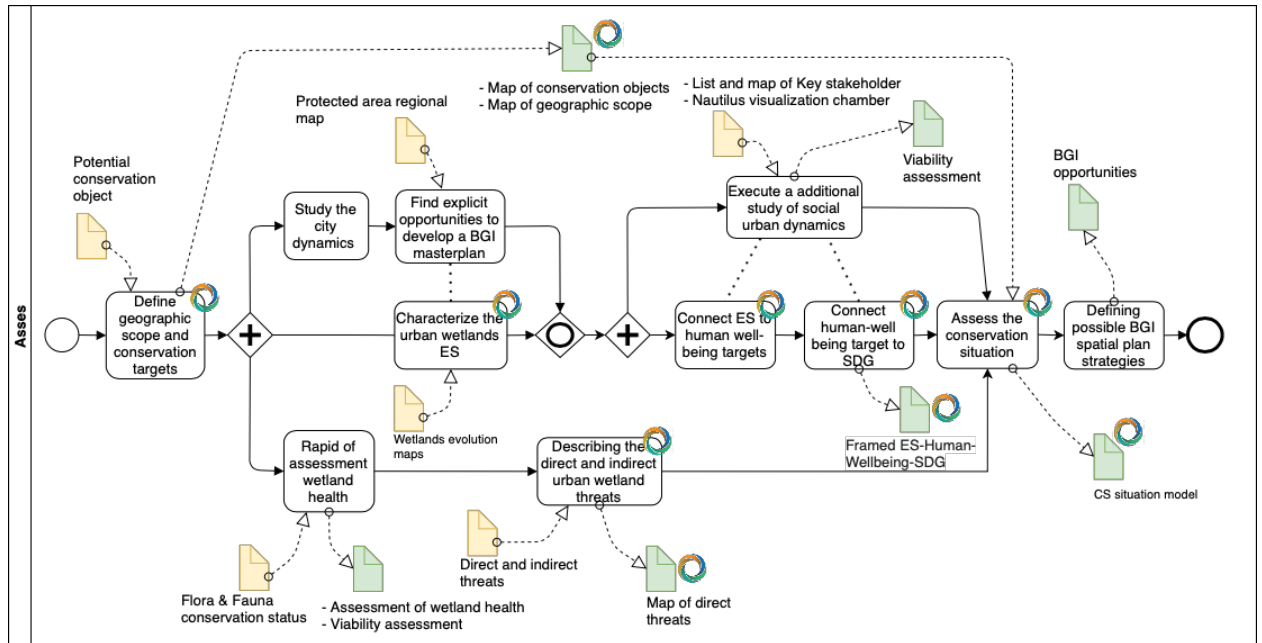 Asses
- Map of conservation objects
- Map of geographic scope
- List and map of Key stakeholder
- Nautilus visualization chamber
Protected area regional
map
Viability
assessment
BGI
opportunities
Potential
conservation
object
Study the
city
dynamics
Find explicit
opportunities to
develop a BGI
masterplan
Execute a additional
study of social
urban dynamics
Define
geographic
scope and
conservation
targets
Characterize the
urban wetlands
ES
Connect ES to
human well-
being targets
Connect
human-well
being target to
SDG
Assess the
conservation
situation
Defining
possible BGI
spatial plan
strategies
Wetlands evolution
maps
Rapid of
assessment
wetland
health
Describing the
direct and indirect
urban wetland
threats
Framed ES-Human-
Wellbeing-SDG
CS situation model
Direct and indirect
threats
Flora & Fauna
conservation status
- Assessment of wetland health
- Viability assessment
Map of direct
threats